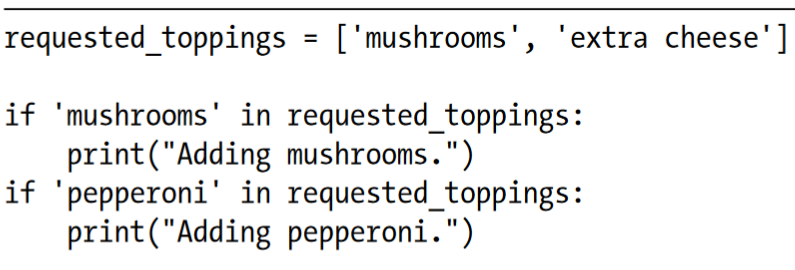 requested_toppings = ['mushrooms', 'extra cheese']
if 'mushrooms' in requested_toppings:
    print("Adding mushrooms.")
if 'pepperoni' in requested_toppings:
    print("Adding pepperoni.")